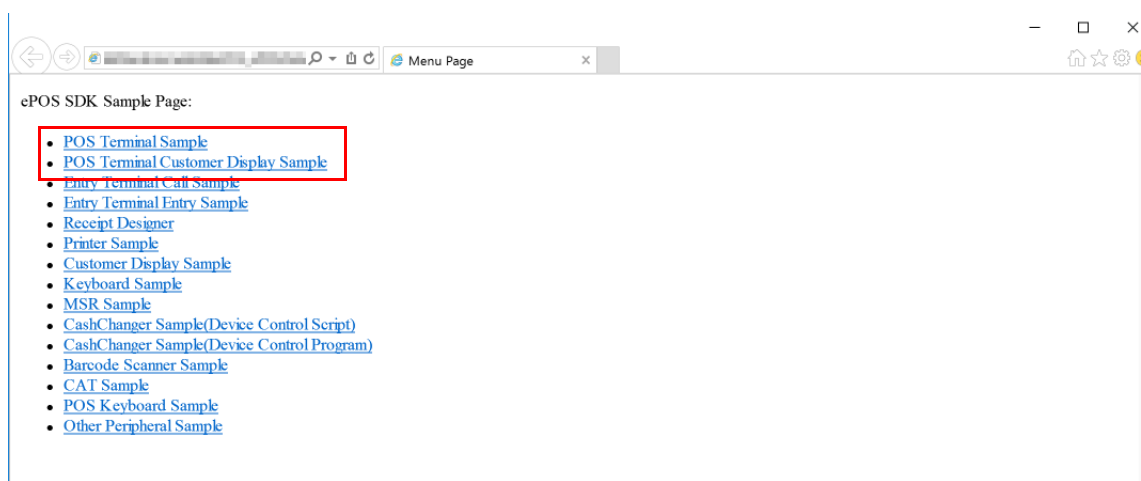 Menu Page
ePOS SDK Sample Page:
POS Terminal Sample
POS Terminal Customer Display Sample
Entry Terminal Call Sample
Entry Terminal Entry Sample
Receipt Designer
Printer Sample
Customer Display Sample
Keyboard Sample
MSR Sample
CashChanger Sample(Device Control Script)
CashChanger Sample(Device Control Program)
Barcode Scanner Sample
CAT Sample
POS Keyboard Sample
Other Peripheral Sample